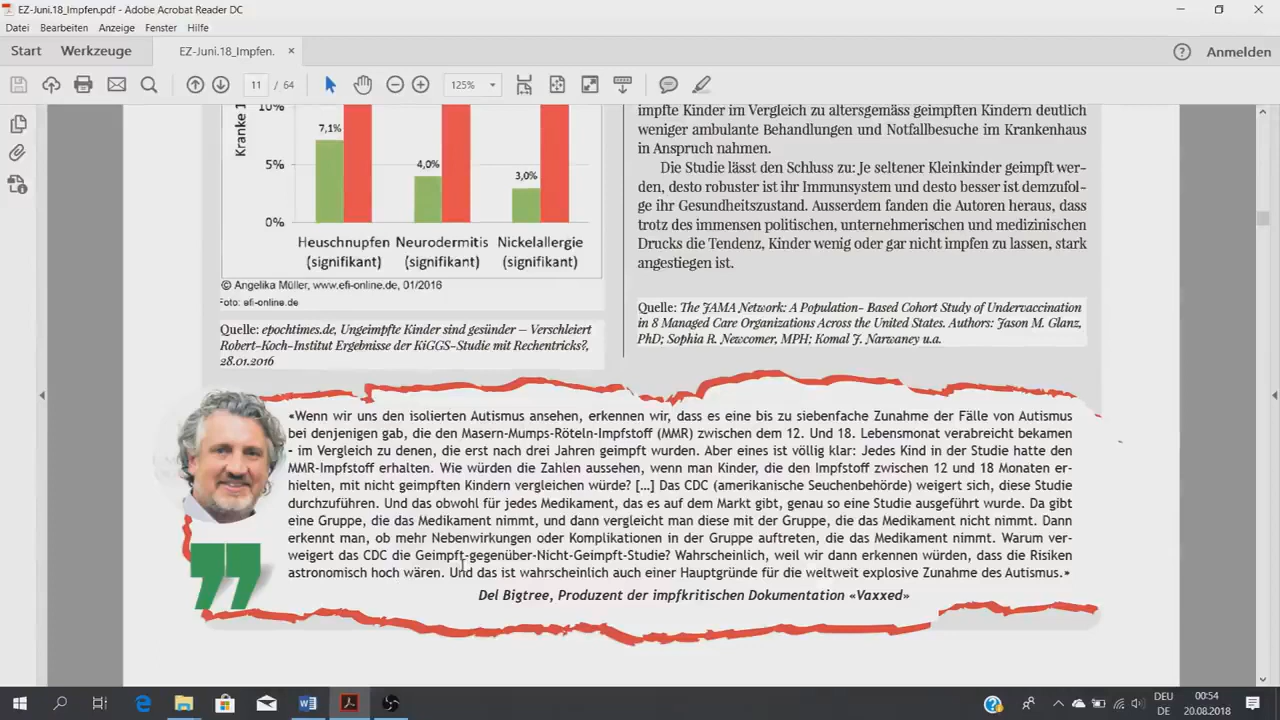 EZ-Juni.18_Impfen.pdf - Adobe Acrobat Reader DC
Datei Bearbeiten Anzeige Fenster Hilfe
Start Werkzeuge EZ-Juni.18_Impfen. × ? Anmelden
11 / 64 125%
Kranke
10%
5%
0%
7,1%
4,0%
3,0%
Heuschnupfen Neurodermitis Nickelallergie
(signifikant) (signifikant) (signifikant)
© Angelika Müller, www.efi-online.de, 01/2016
Foto: efi-online.de
Quelle: epochtimes.de, Ungeimpfte Kinder sind gesünder – Verschleiert
Robert-Koch-Institut Ergebnisse der KiGGS-Studie mit Rechentricks?,
28.01.2016
impfte Kinder im Vergleich zu altersgemäss geimpften Kindern deutlich
weniger ambulante Behandlungen und Notfallbesuche im Krankenhaus
in Anspruch nahmen.
Die Studie lässt den Schluss zu: Je seltener Kleinkinder geimpft wer-
den, desto robuster ist ihr Immunsystem und desto besser ist demzufol-
ge ihr Gesundheitszustand. Ausserdem fanden die Autoren heraus, dass
trotz des immensen politischen, unternehmerischen und medizinischen
Drucks die Tendenz, Kinder wenig oder gar nicht impfen zu lassen, stark
angestiegen ist.
Quelle: The JAMA Network: A Population- Based Cohort Study of Undervaccination
in 8 Managed Care Organizations Across the United States. Authors: Jason M. Glanz,
PhD; Sophia R. Newcomer, MPH; Komal J. Narwaney u.a.
«Wenn wir uns den isolierten Autismus ansehen, erkennen wir, dass es eine bis zu siebenfache Zunahme der Fälle von Autismus
bei denjenigen gab, die den Masern-Mumps-Röteln-Impfstoff (MMR) zwischen dem 12. Und 18. Lebensmonat verabreicht bekamen
- im Vergleich zu denen, die erst nach drei Jahren geimpft wurden. Aber eines ist völlig klar: Jedes Kind in der Studie hatte den
MMR-Impfstoff erhalten. Wie würden die Zahlen aussehen, wenn man Kinder, die den Impfstoff zwischen 12 und 18 Monaten er-
hielten, mit nicht geimpften Kindern vergleichen würde? [...] Das CDC (amerikanische Seuchenbehörde) weigert sich, diese Studie
durchzuführen. Und das obwohl für jedes Medikament, das es auf dem Markt gibt, genau so eine Studie ausgeführt wurde. Da gibt
eine Gruppe, die das Medikament nimmt, und dann vergleicht man diese mit der Gruppe, die das Medikament nicht nimmt. Dann
erkennt man, ob mehr Nebenwirkungen oder Komplikationen in der Gruppe auftreten, die das Medikament nimmt. Warum ver-
weigert das CDC die Geimpft-gegenüber-Nicht-Geimpft-Studie? Wahrscheinlich, weil wir dann erkennen würden, dass die Risiken
astronomisch hoch wären. Und das ist wahrscheinlich auch einer Hauptgründe für die weltweit explosive Zunahme des Autismus.»
Del Bigtree, Produzent der impfkritischen Dokumentation «Vaxxed»
DEU 00:54
DE 20.08.2018